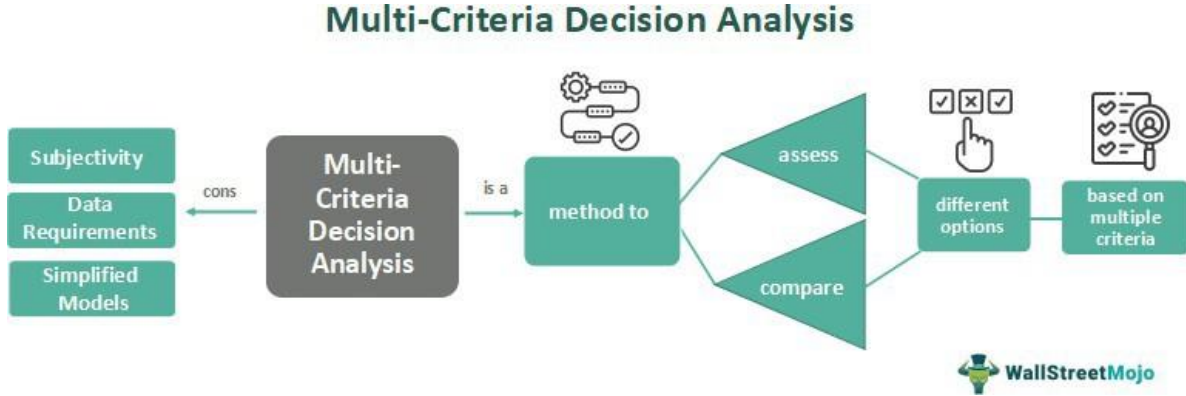 Multi-Criteria Decision Analysis
Subjectivity
Data
Requirements
Simplified
Models
cons
Multi-
Criteria
Decision
Analysis
is a
method to
assess
compare
different
options
based on
multiple
criteria
WallStreetMojo